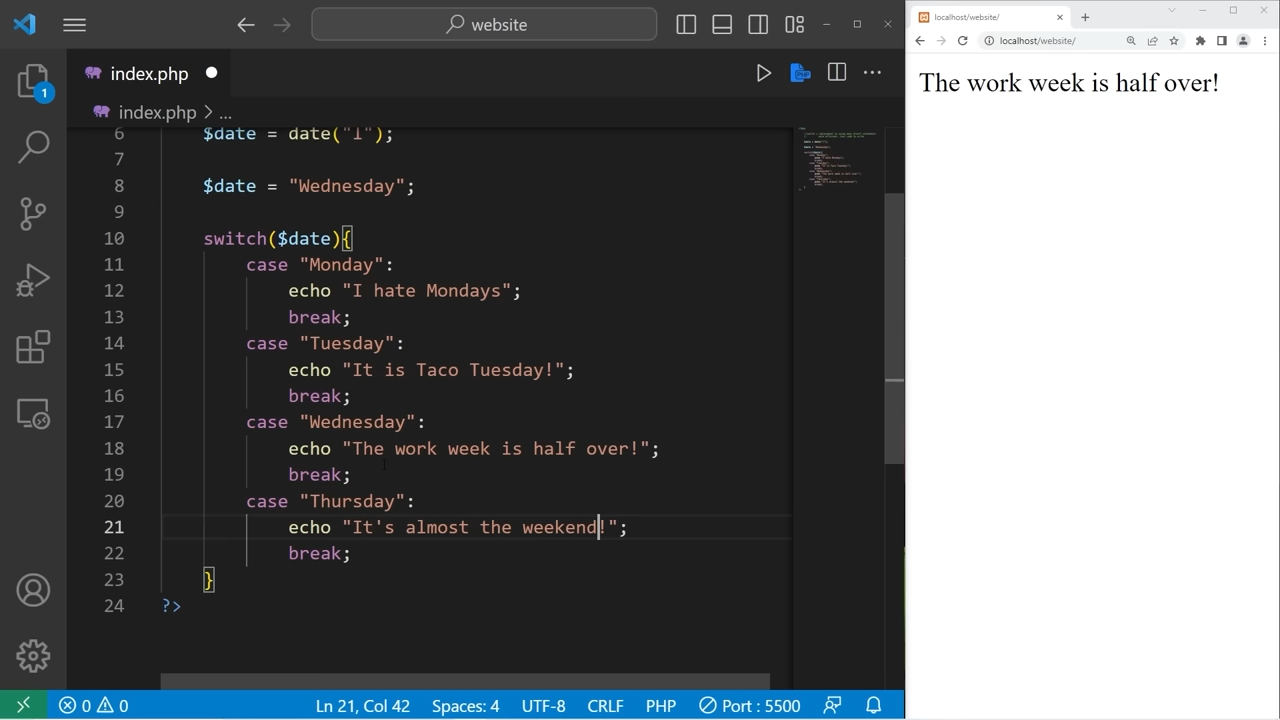 website
index.php
index.php > ...
1
6 $date = date("l");
7
8 $date = "Wednesday";
9
10 switch($date){
11 case "Monday":
12 echo "I hate Mondays";
13 break;
14 case "Tuesday":
15 echo "It is Taco Tuesday!";
16 break;
17 case "Wednesday":
18 echo "The work week is half over!";
19 break;
20 case "Thursday":
21 echo "It's almost the weekend!";
22 break;
23 }
24 ?>
0 0 Ln 21, Col 42 Spaces: 4 UTF-8 CRLF PHP Port : 5500
localhost/website/
localhost/website/
The work week is half over!